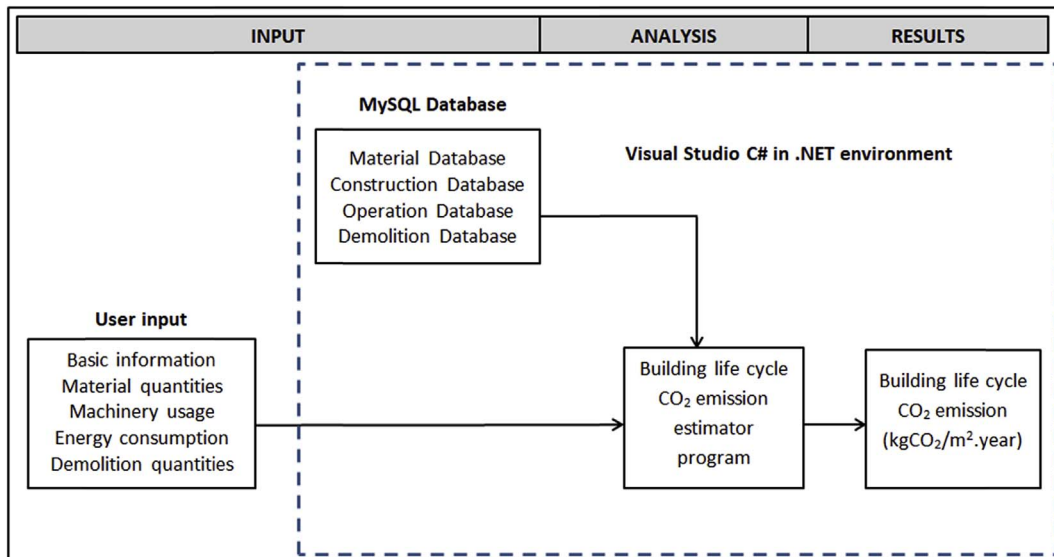 INPUT
ANALYSIS
RESULTS
MySQL Database
Material Database
Construction Database
Operation Database
Demolition Database
Visual Studio C# in .NET environment
User input
Basic information
Material quantities
Machinery usage
Energy consumption
Demolition quantities
Building life cycle
CO₂ emission
estimator
program
Building life cycle
CO₂ emission
(kgCO₂/m².year)